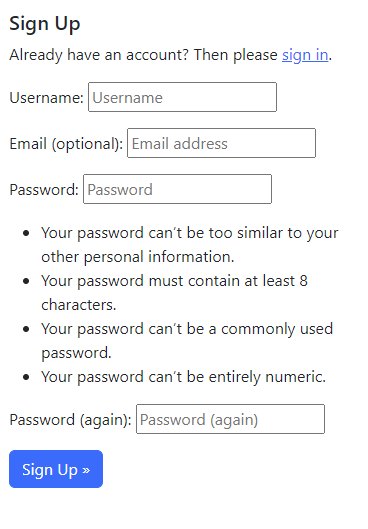 Sign Up
Already have an account? Then please sign in.
Username: Username
Email (optional): Email address
Password: Password
• Your password can’t be too similar to your
other personal information.
• Your password must contain at least 8
characters.
• Your password can’t be a commonly used
password.
• Your password can’t be entirely numeric.
Password (again): Password (again)
Sign Up »